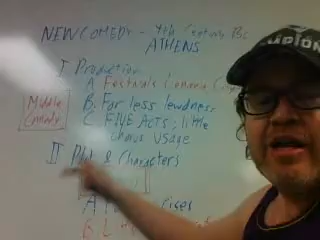 NEW COMEDY - 4th Century BC
ATHENS
I Production
A. Festivals
Middle
Comedy
B. Far less lewdness
C. FIVE ACTS; little
chorus usage
II & Characters
A